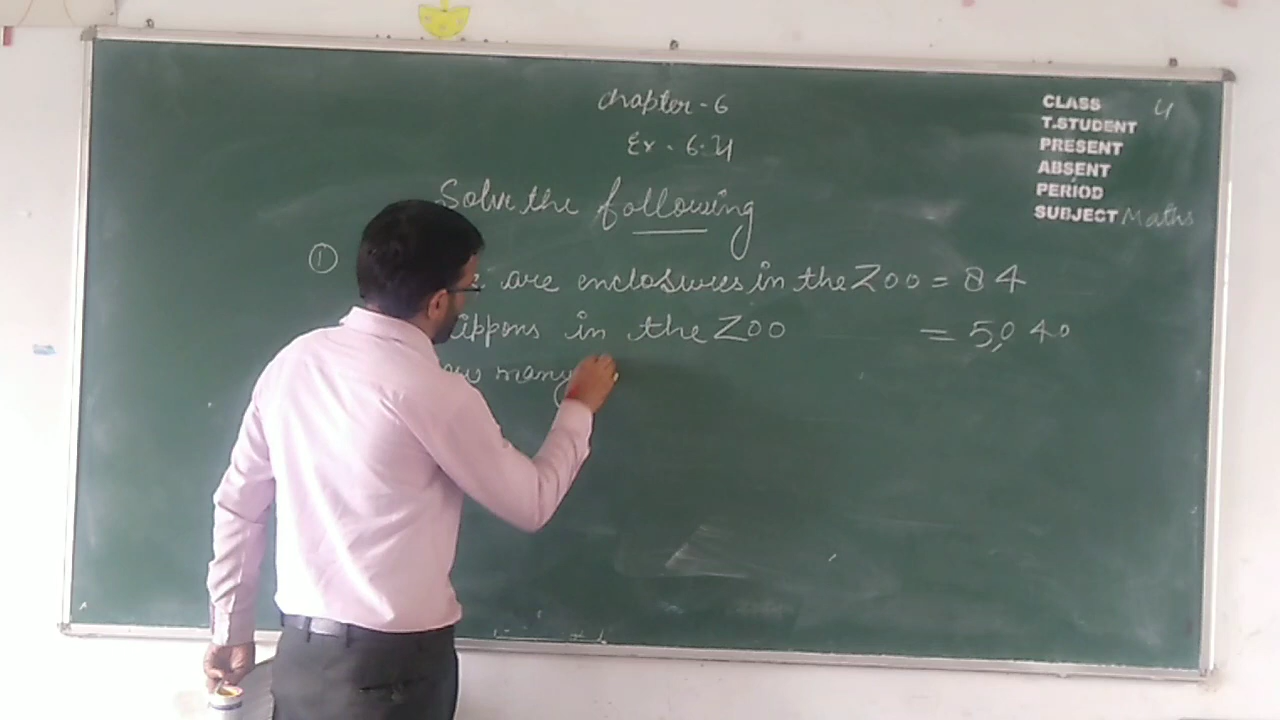 Chapter - 6
Ex - 6.4
Solve the following
① are enclosures in the Zoo = 84
in the Zoo = 5,040
many
CLASS 4
T.STUDENT
PRESENT
ABSENT
PERIOD
SUBJECT Maths